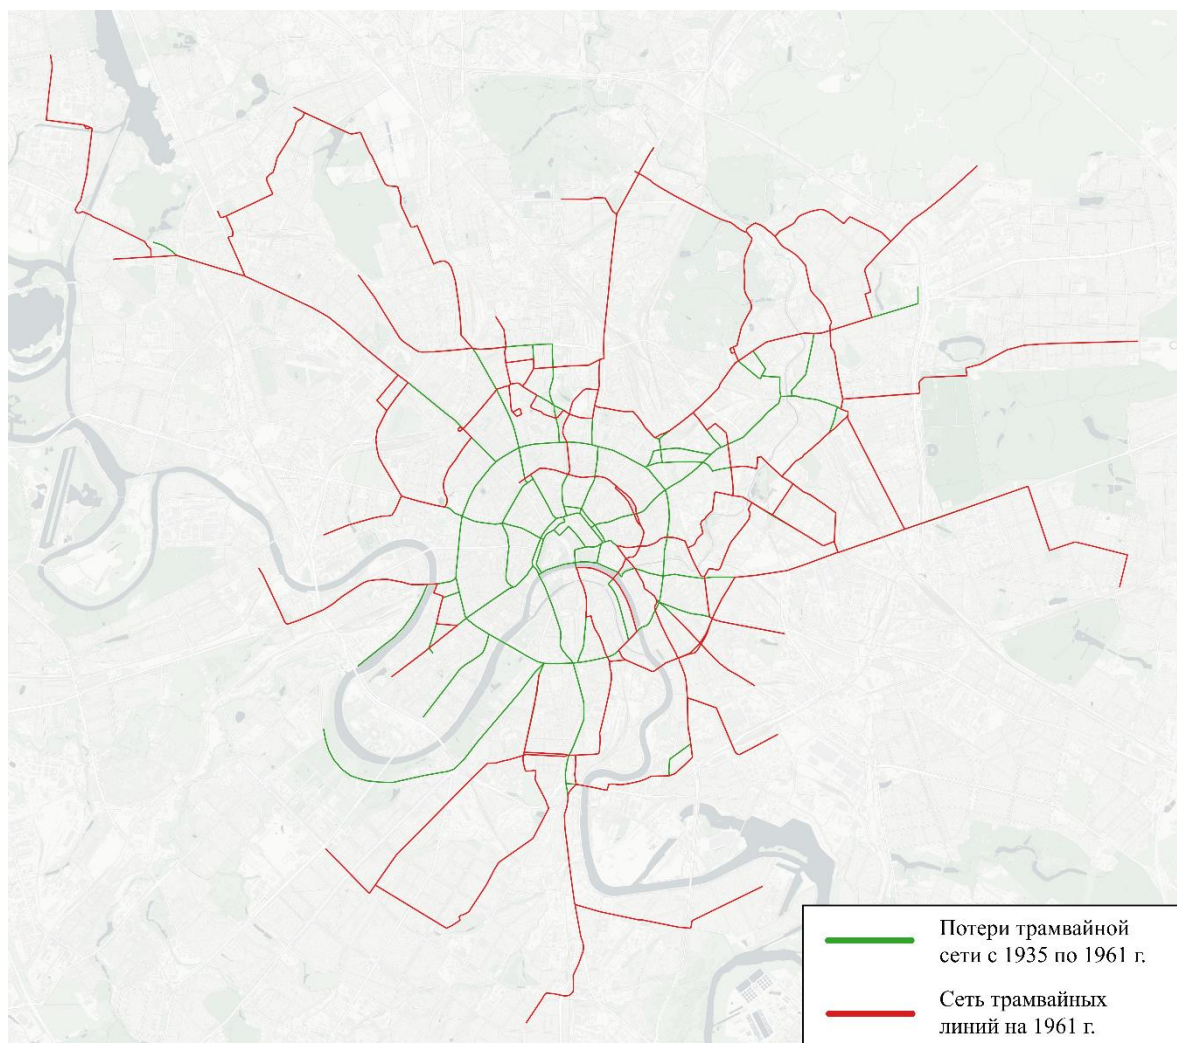 Потери трамвайной
сети с 1935 по 1961 г.
Сеть трамвайных
линий на 1961 г.